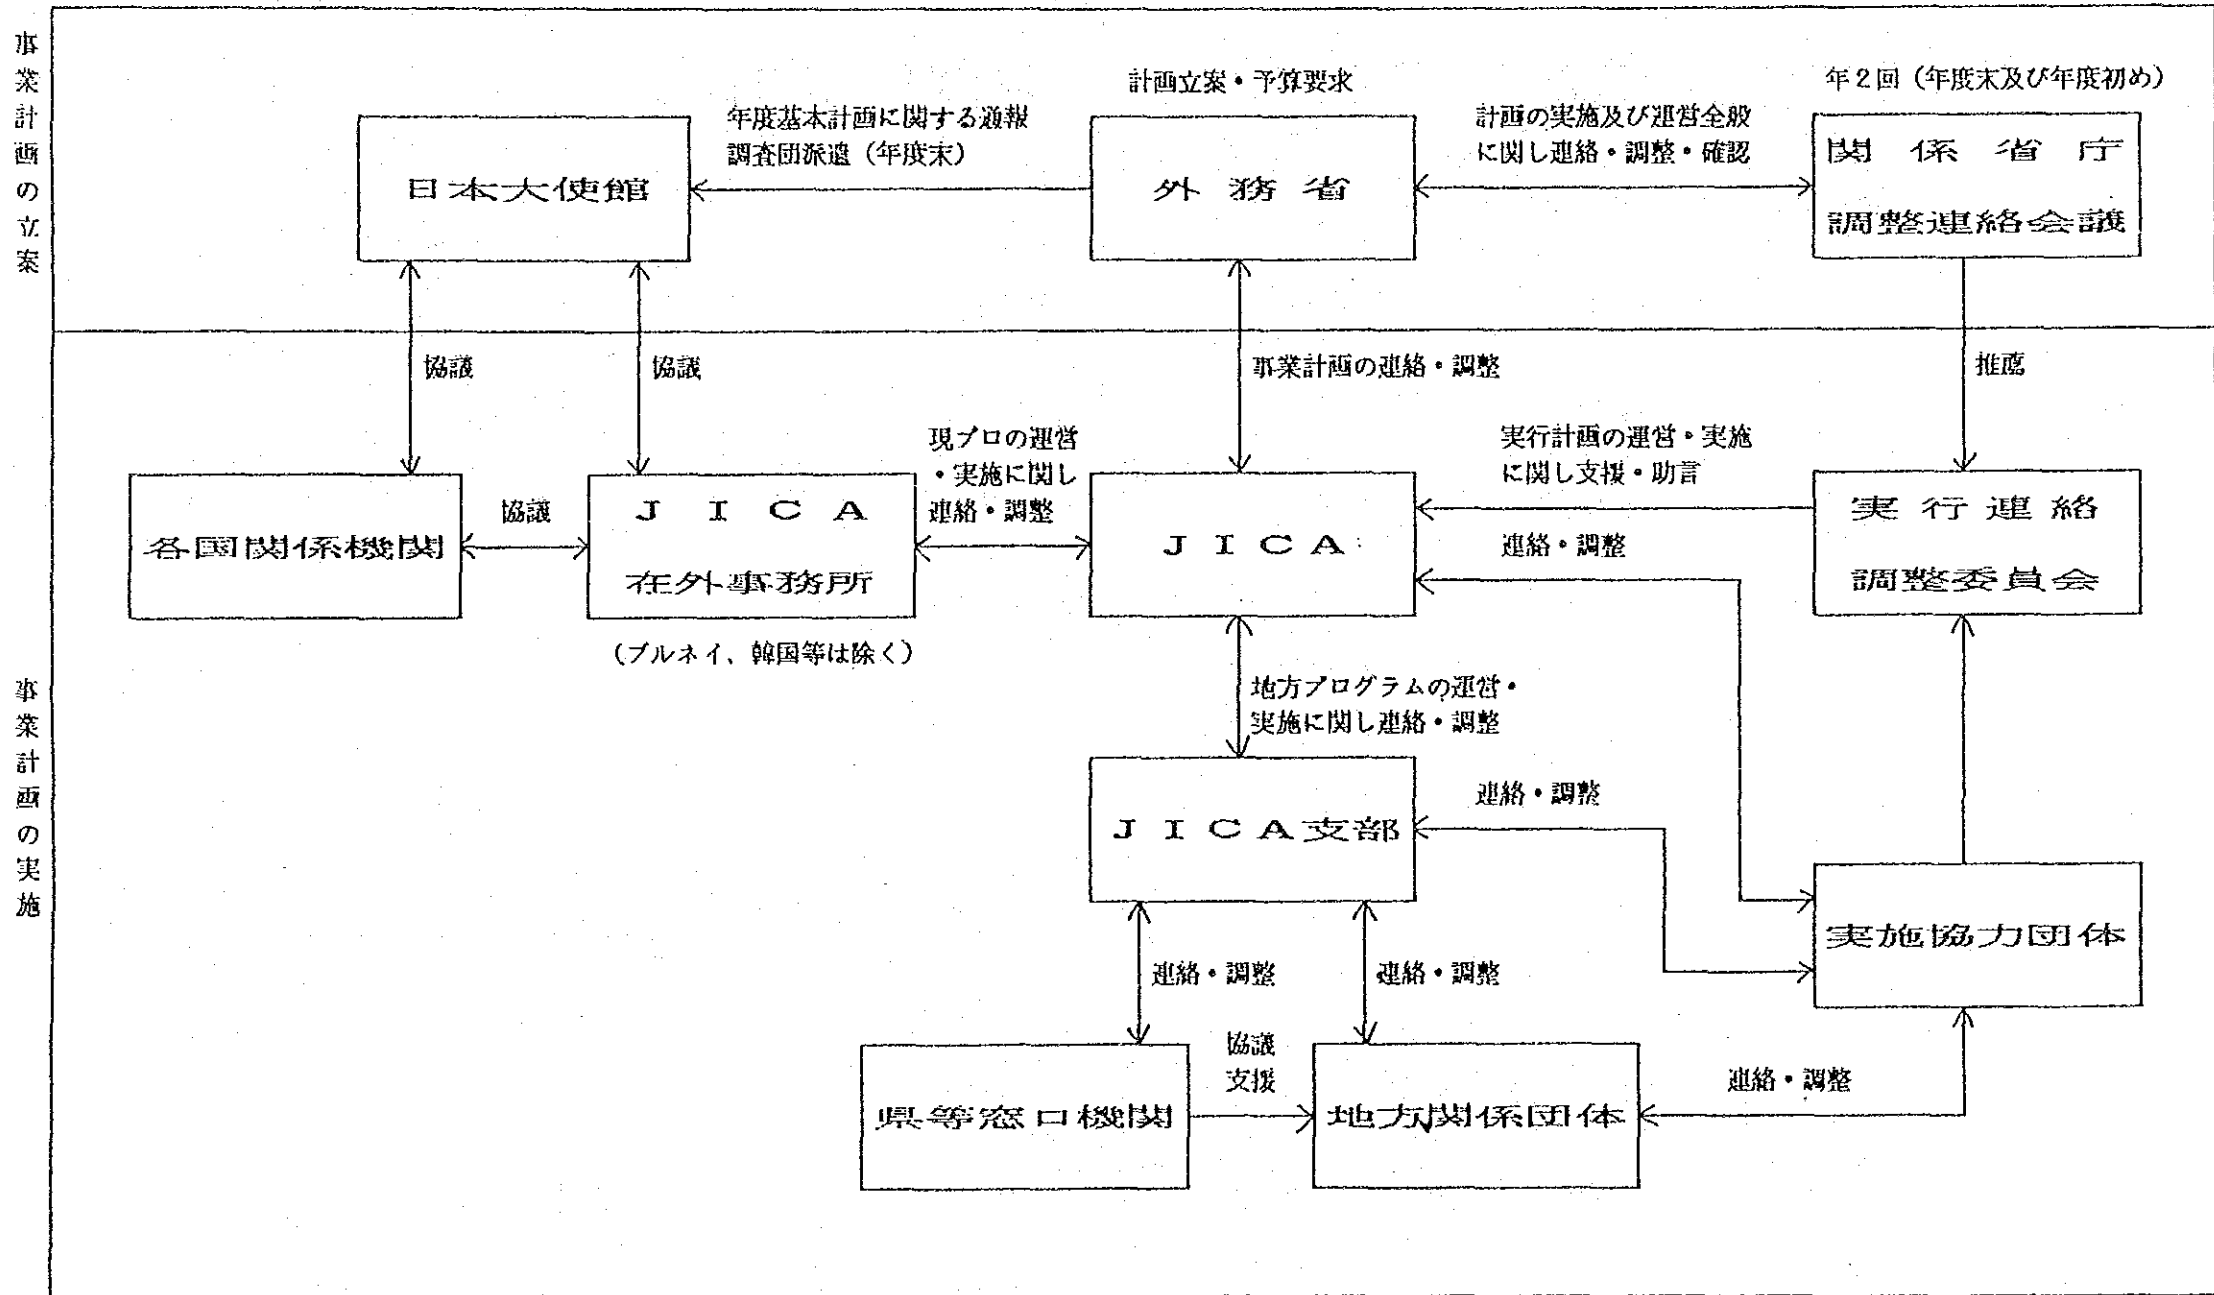 事業計画の立案
計画立案・予算要求
年2回（年度末及び年度初め）
年度基本計画に関する通報
調査団派遣（年度末）
計画の実施及び運営全般
に関し連絡・調整・確認
日本大使館
外務省
関係省庁
調整連絡会議
協議
協議
事業計画の連絡・調整
推薦
現プロの運営
・実施に関し
連絡・調整
実行計画の運営・実施
に関し支援・助言
連絡・調整
各国関係機関
協議
JICA
在外事務所
（ブルネイ、韓国等は除く）
JICA
実行連絡
調整委員会
事業計画の実施
地方プログラムの運営・
実施に関し連絡・調整
JICA支部
連絡・調整
実施協力団体
連絡・調整
連絡・調整
協議
支援
県等窓口機関
地方関係団体
連絡・調整